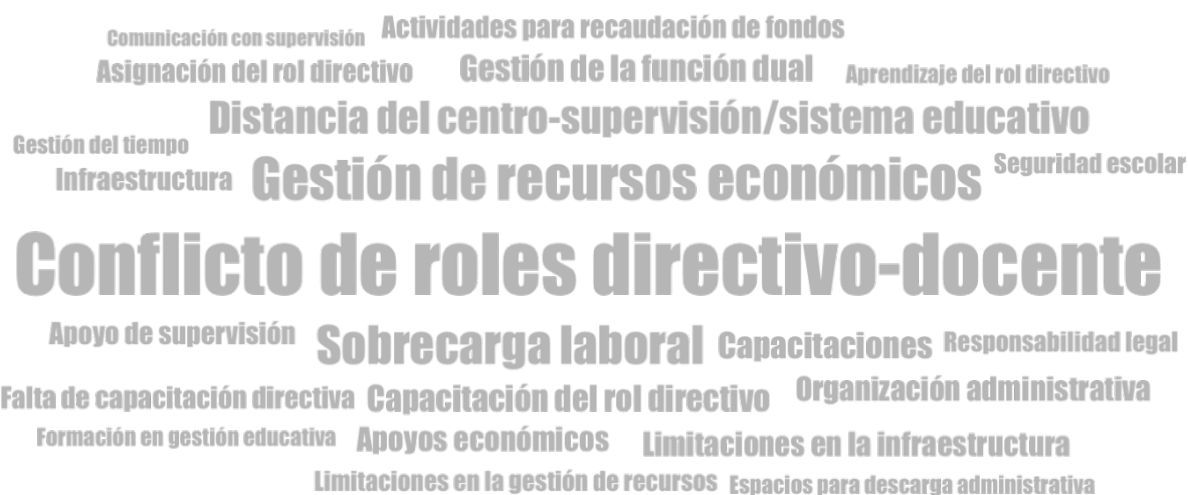 Comunicación con supervisión Actividades para recaudación de fondos
Asignación del rol directivo Gestión de la función dual Aprendizaje del rol directivo
Distancia del centro-supervisión/sistema educativo
Gestión del tiempo
Infraestructura Gestión de recursos económicos Seguridad escolar
Conflicto de roles directivo-docente
Apoyo de supervisión Sobrecarga laboral Capacitaciones Responsabilidad legal
Falta de capacitación directiva Capacitación del rol directivo Organización administrativa
Formación en gestión educativa Apoyos económicos Limitaciones en la infraestructura
Limitaciones en la gestión de recursos Espacios para descarga administrativa